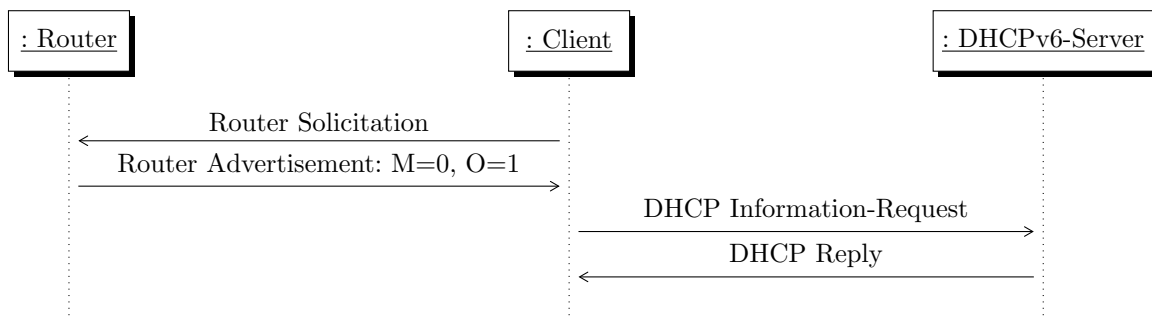 : Router
: Client
: DHCPv6-Server
Router Solicitation
Router Advertisement: M=0, O=1
DHCP Information-Request
DHCP Reply